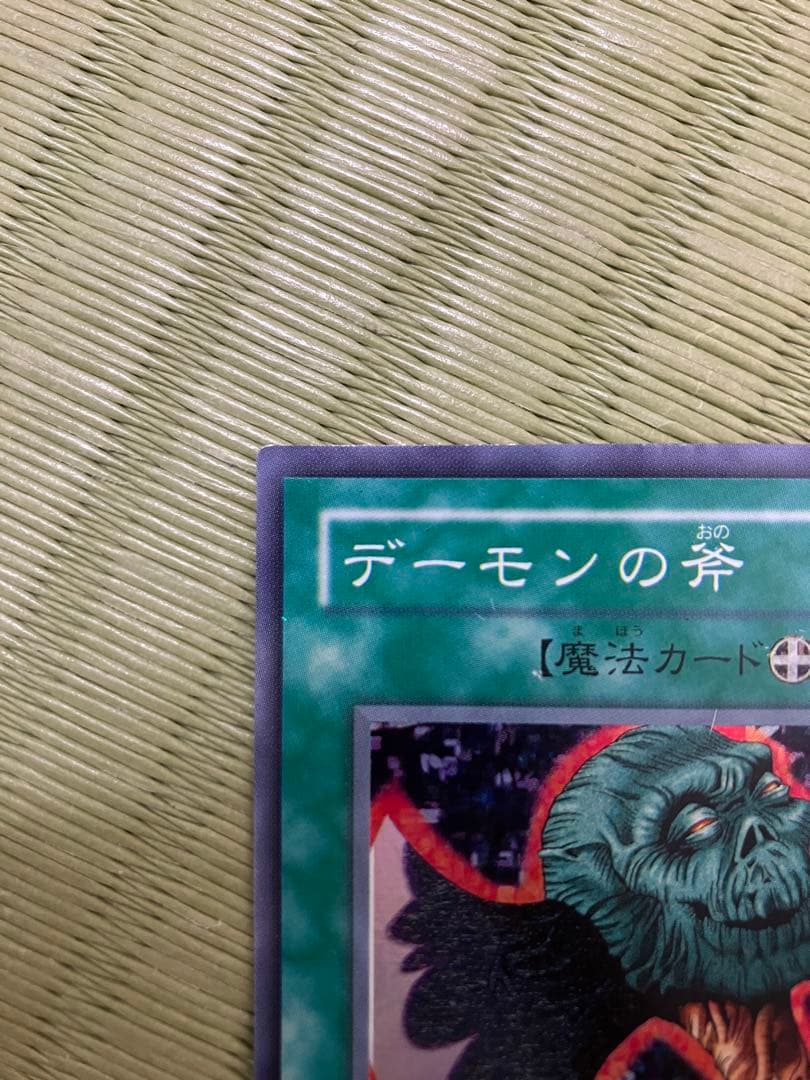 デーモンの斧
おの
【魔法カード
ま ほう